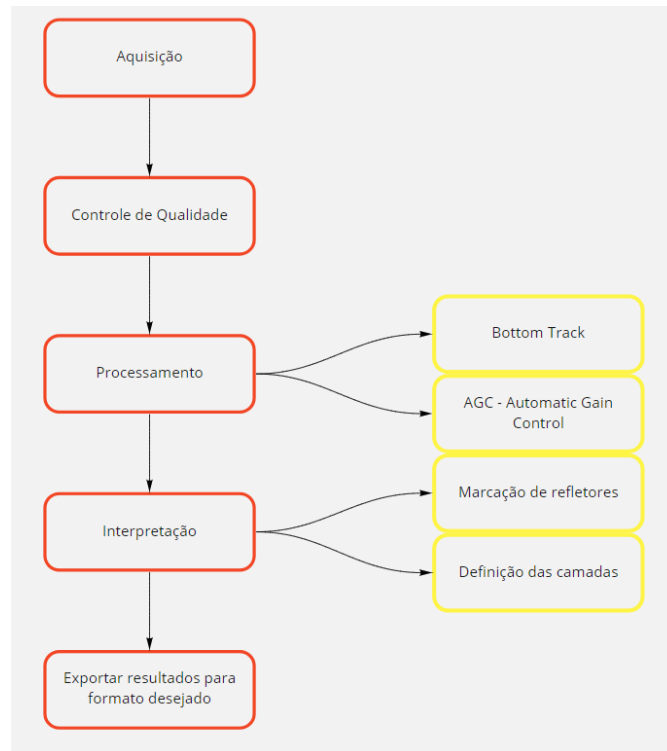 Aquisição
Controle de Qualidade
Processamento
Bottom Track
AGC - Automatic Gain
Control
Interpretação
Marcação de refletores
Definição das camadas
Exportar resultados para
formato desejado